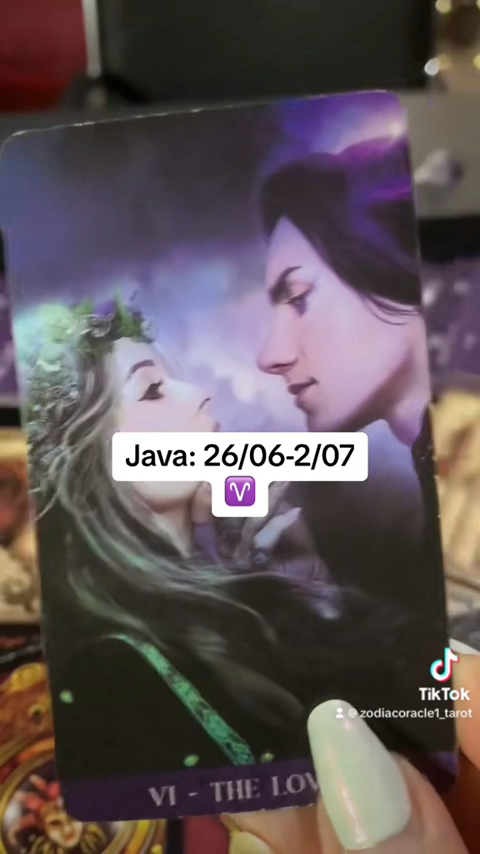 Java: 26/06-2/07
♈
TikTok
@zodiacoracle1_tarot
VI - THE LOV